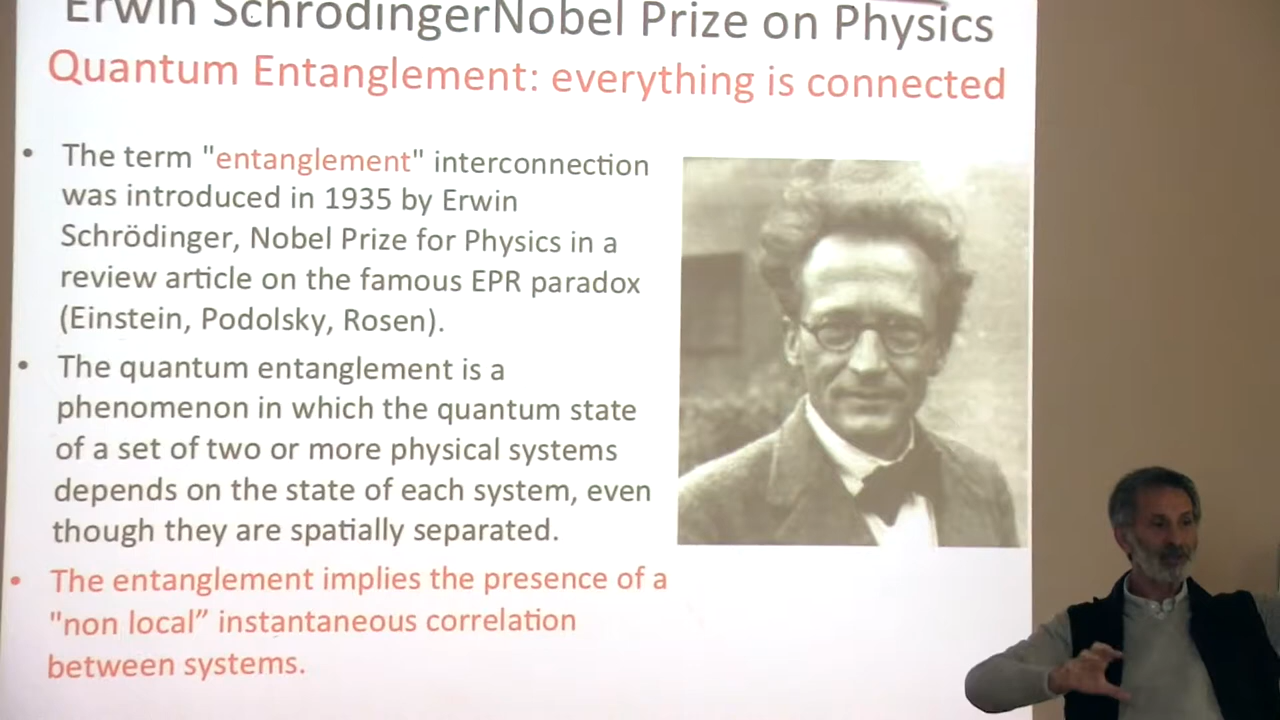 Erwin SchrödingerNobel Prize on Physics
Quantum Entanglement: everything is connected
• The term "entanglement" interconnection
was introduced in 1935 by Erwin
Schrödinger, Nobel Prize for Physics in a
review article on the famous EPR paradox
(Einstein, Podolsky, Rosen).
• The quantum entanglement is a
phenomenon in which the quantum state
of a set of two or more physical systems
depends on the state of each system, even
though they are spatially separated.
• The entanglement implies the presence of a
"non local” instantaneous correlation
between systems.